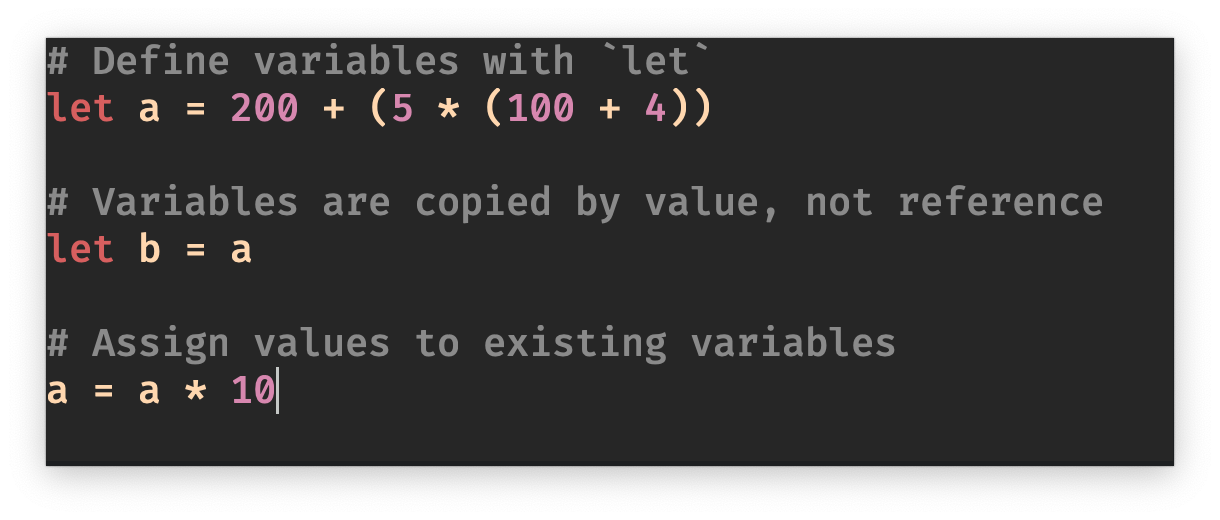 # Define variables with `let`
let a = 200 + (5 * (100 + 4))
# Variables are copied by value, not reference
let b = a
# Assign values to existing variables
a = a * 10